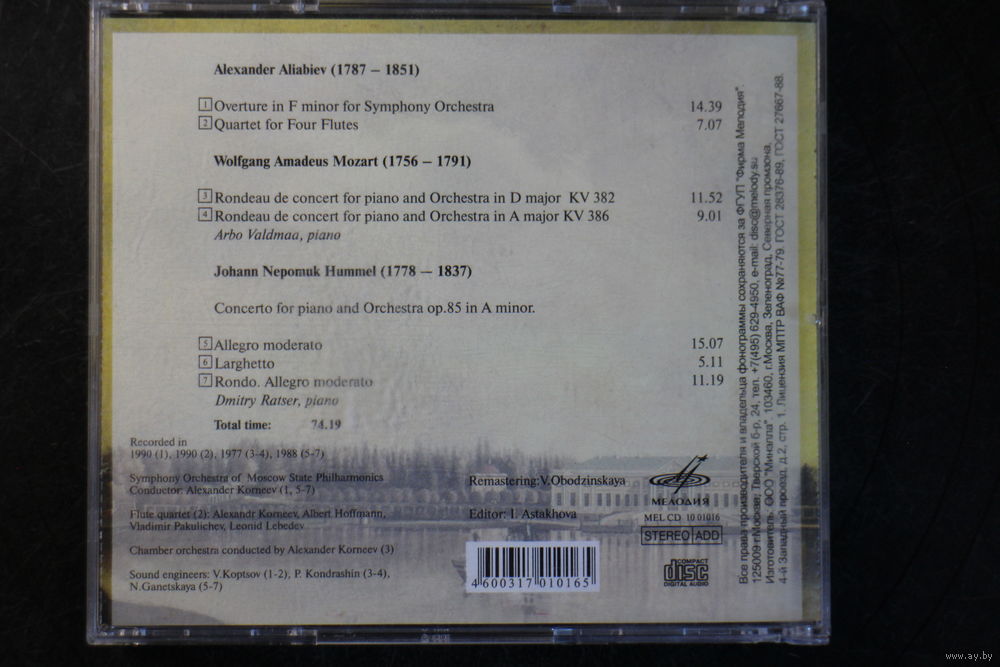 Alexander Aliabiev (1787 – 1851)
1 Overture in F minor for Symphony Orchestra 14.39
2 Quartet for Four Flutes 7.07
Wolfgang Amadeus Mozart (1756 – 1791)
3 Rondeau de concert for piano and Orchestra in D major KV 382 11.52
4 Rondeau de concert for piano and Orchestra in A major KV 386 9.01
Arbo Valdmaa, piano
Johann Nepomuk Hummel (1778 – 1837)
Concerto for piano and Orchestra op.85 in A minor.
5 Allegro moderato 15.07
6 Larghetto 5.11
7 Rondo. Allegro moderato 11.19
Dmitry Ratser, piano
Total time: 74.19
Recorded in
1990 (1), 1990 (2), 1977 (3-4), 1988 (5-7)
Symphony Orchestra of Moscow State Philharmonics
Conductor: Alexander Korneev (1, 5-7)
Flute quartet (2): Alexandr Korneev, Albert Hoffmann,
Vladimir Pakulichev, Leonid Lebedev
Chamber orchestra conducted by Alexander Korneev (3)
Sound engineers: V.Koptsov (1-2), P. Kondrashin (3-4),
N.Ganetskaya (5-7)
Remastering:V.Obodzinskaya
Editor: I. Astakhova
4 600317 010165
МЕЛОДИЯ
MEL CD 10 01016
STEREO ADD
COMPACT
disc
DIGITAL AUDIO
Все права производителя и владельца фонограммы сохраняются за ФГУП "Фирма Мелодия".
125009 г.Москва, Тверской б-р, 24, тел. +7(495) 629-4950, e-mail: disc@melody.su
Изготовитель: ООО "Миналла". 103460, г.Москва, Зеленоград, Северная промзона,
4-й Западный проезд, д.2, стр. 1. Лицензия МПТР ВАФ №77-79. ГОСТ 28376-89, ГОСТ 27667-88.
www.ay.by